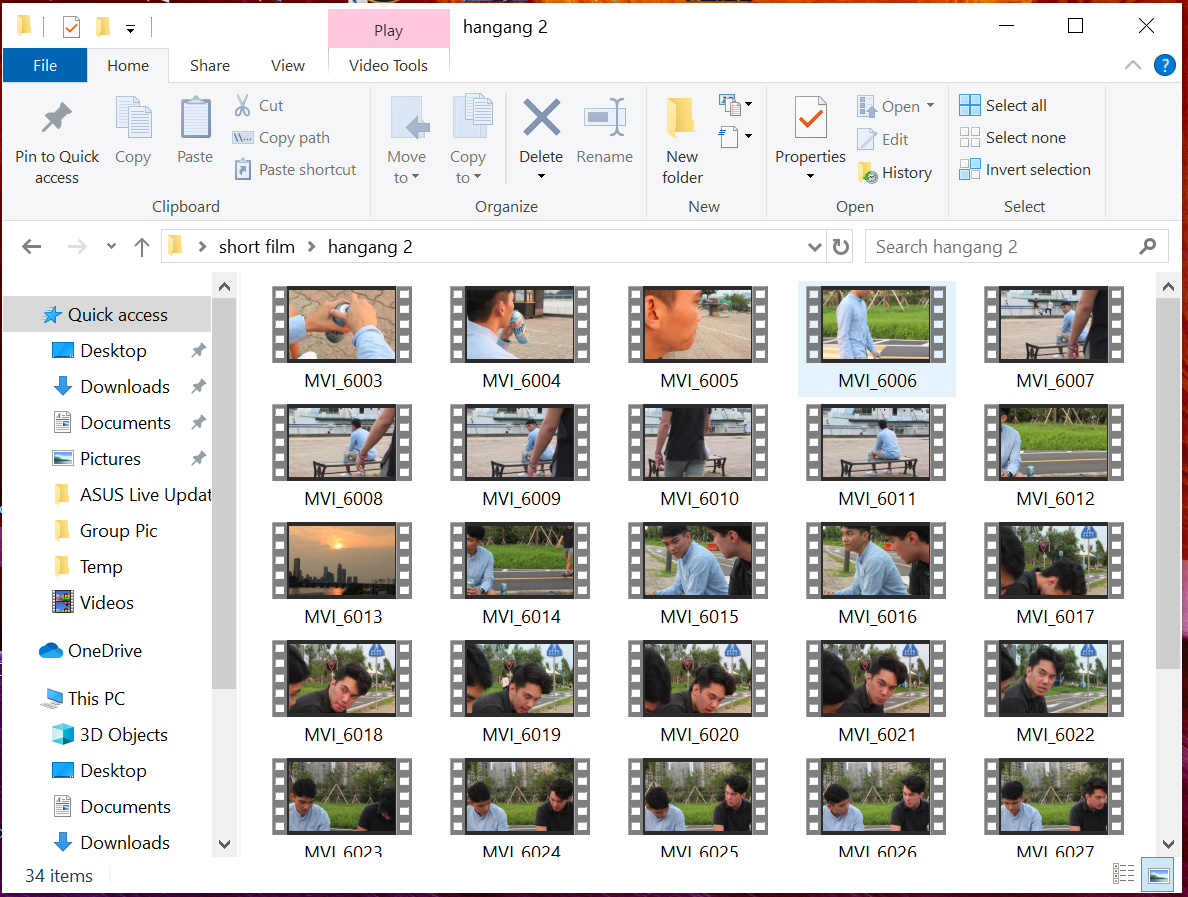 Play
hangang 2
File
Home
Share
View
Video Tools
Pin to Quick access
Copy
Paste
Cut
Copy path
Paste shortcut
Clipboard
Move to
Copy to
Delete
Rename
Organize
New folder
New
Properties
Open
Edit
History
Open
Select all
Select none
Invert selection
Select
short film
hangang 2
Search hangang 2
Quick access
Desktop
Downloads
Documents
Pictures
ASUS Live Updat
Group Pic
Temp
Videos
OneDrive
This PC
3D Objects
Desktop
Documents
Downloads
MVI_6003
MVI_6004
MVI_6005
MVI_6006
MVI_6007
MVI_6008
MVI_6009
MVI_6010
MVI_6011
MVI_6012
MVI_6013
MVI_6014
MVI_6015
MVI_6016
MVI_6017
MVI_6018
MVI_6019
MVI_6020
MVI_6021
MVI_6022
MVI_6023
MVI_6024
MVI_6025
MVI_6026
MVI_6027
34 items